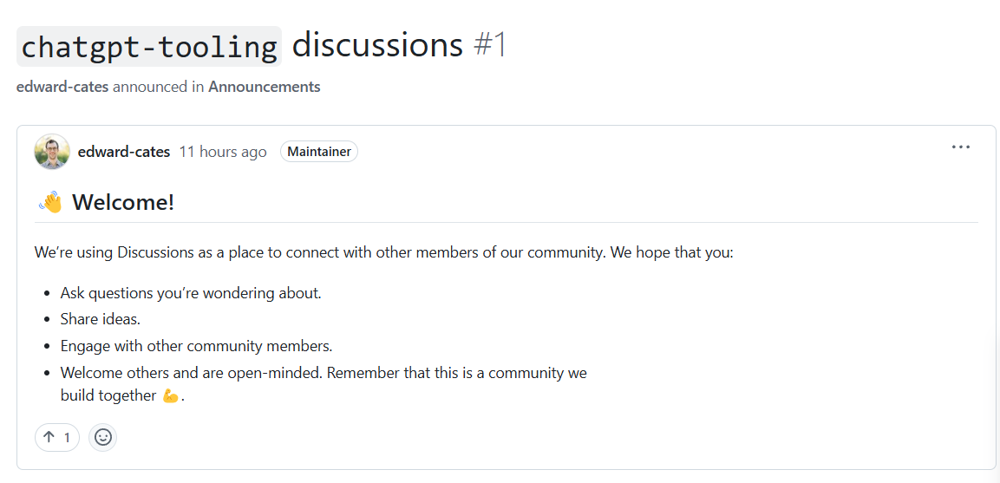 chatgpt-tooling discussions #1
edward-cates announced in Announcements
edward-cates 11 hours ago Maintainer
👋 Welcome!
We’re using Discussions as a place to connect with other members of our community. We hope that you:
• Ask questions you’re wondering about.
• Share ideas.
• Engage with other community members.
• Welcome others and are open-minded. Remember that this is a community we
build together 💪.
↑ 1